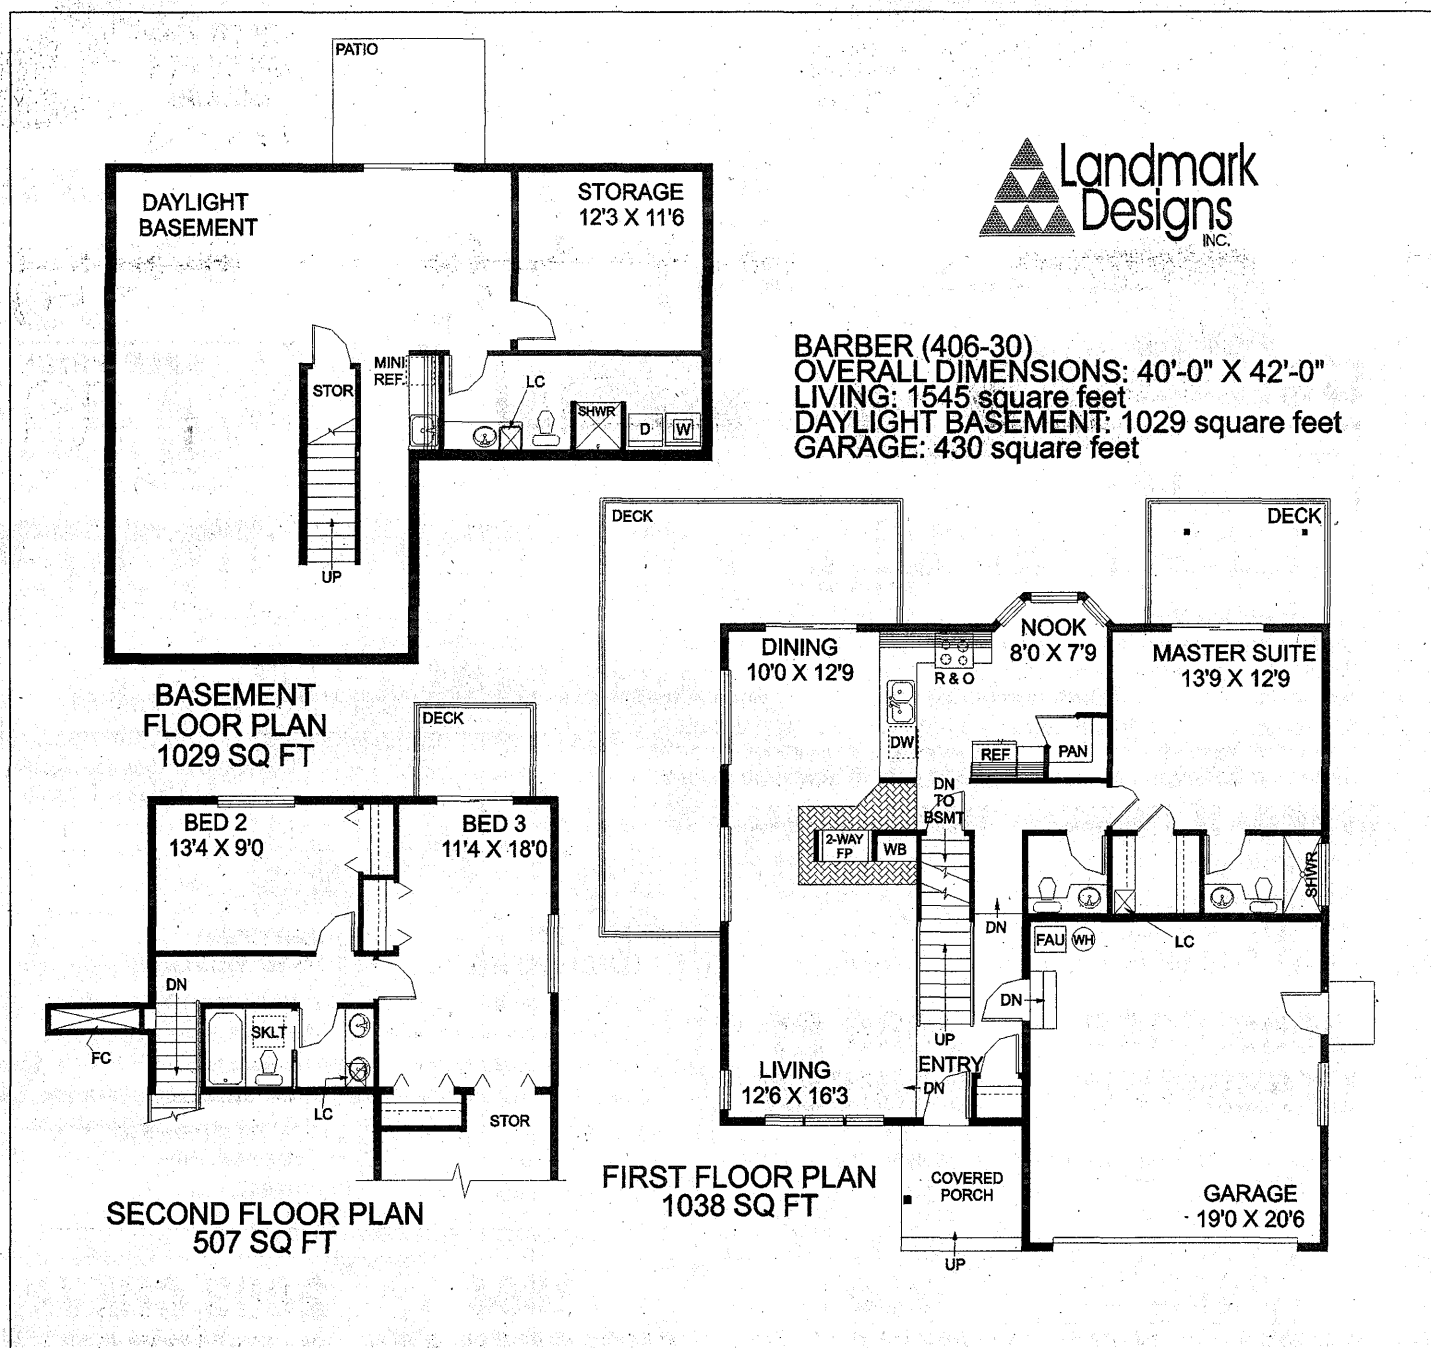 PATIO
DAYLIGHT
BASEMENT
STORAGE
12'3 X 11'6
MINI
REF.
STOR
LC
SHWR
D
W
UP
BASEMENT
FLOOR PLAN
1029 SQ FT
Landmark
Designs
INC.
BARBER (406-30)
OVERALL DIMENSIONS: 40'-0" X 42'-0"
LIVING: 1545 square feet
DAYLIGHT BASEMENT: 1029 square feet
GARAGE: 430 square feet
DECK
BED 2
13'4 X 9'0
BED 3
11'4 X 18'0
DN
SKLT
FC
LC
STOR
SECOND FLOOR PLAN
507 SQ FT
DECK
DECK
DINING
10'0 X 12'9
NOOK
8'0 X 7'9
MASTER SUITE
13'9 X 12'9
R & O
DW
REF
PAN
DN
TO
BSMT
2-WAY
FP
WB
SHWR
DN
LC
FAU
WH
DN
UP
ENTRY
DN
LIVING
12'6 X 16'3
COVERED
PORCH
UP
GARAGE
19'0 X 20'6
FIRST FLOOR PLAN
1038 SQ FT